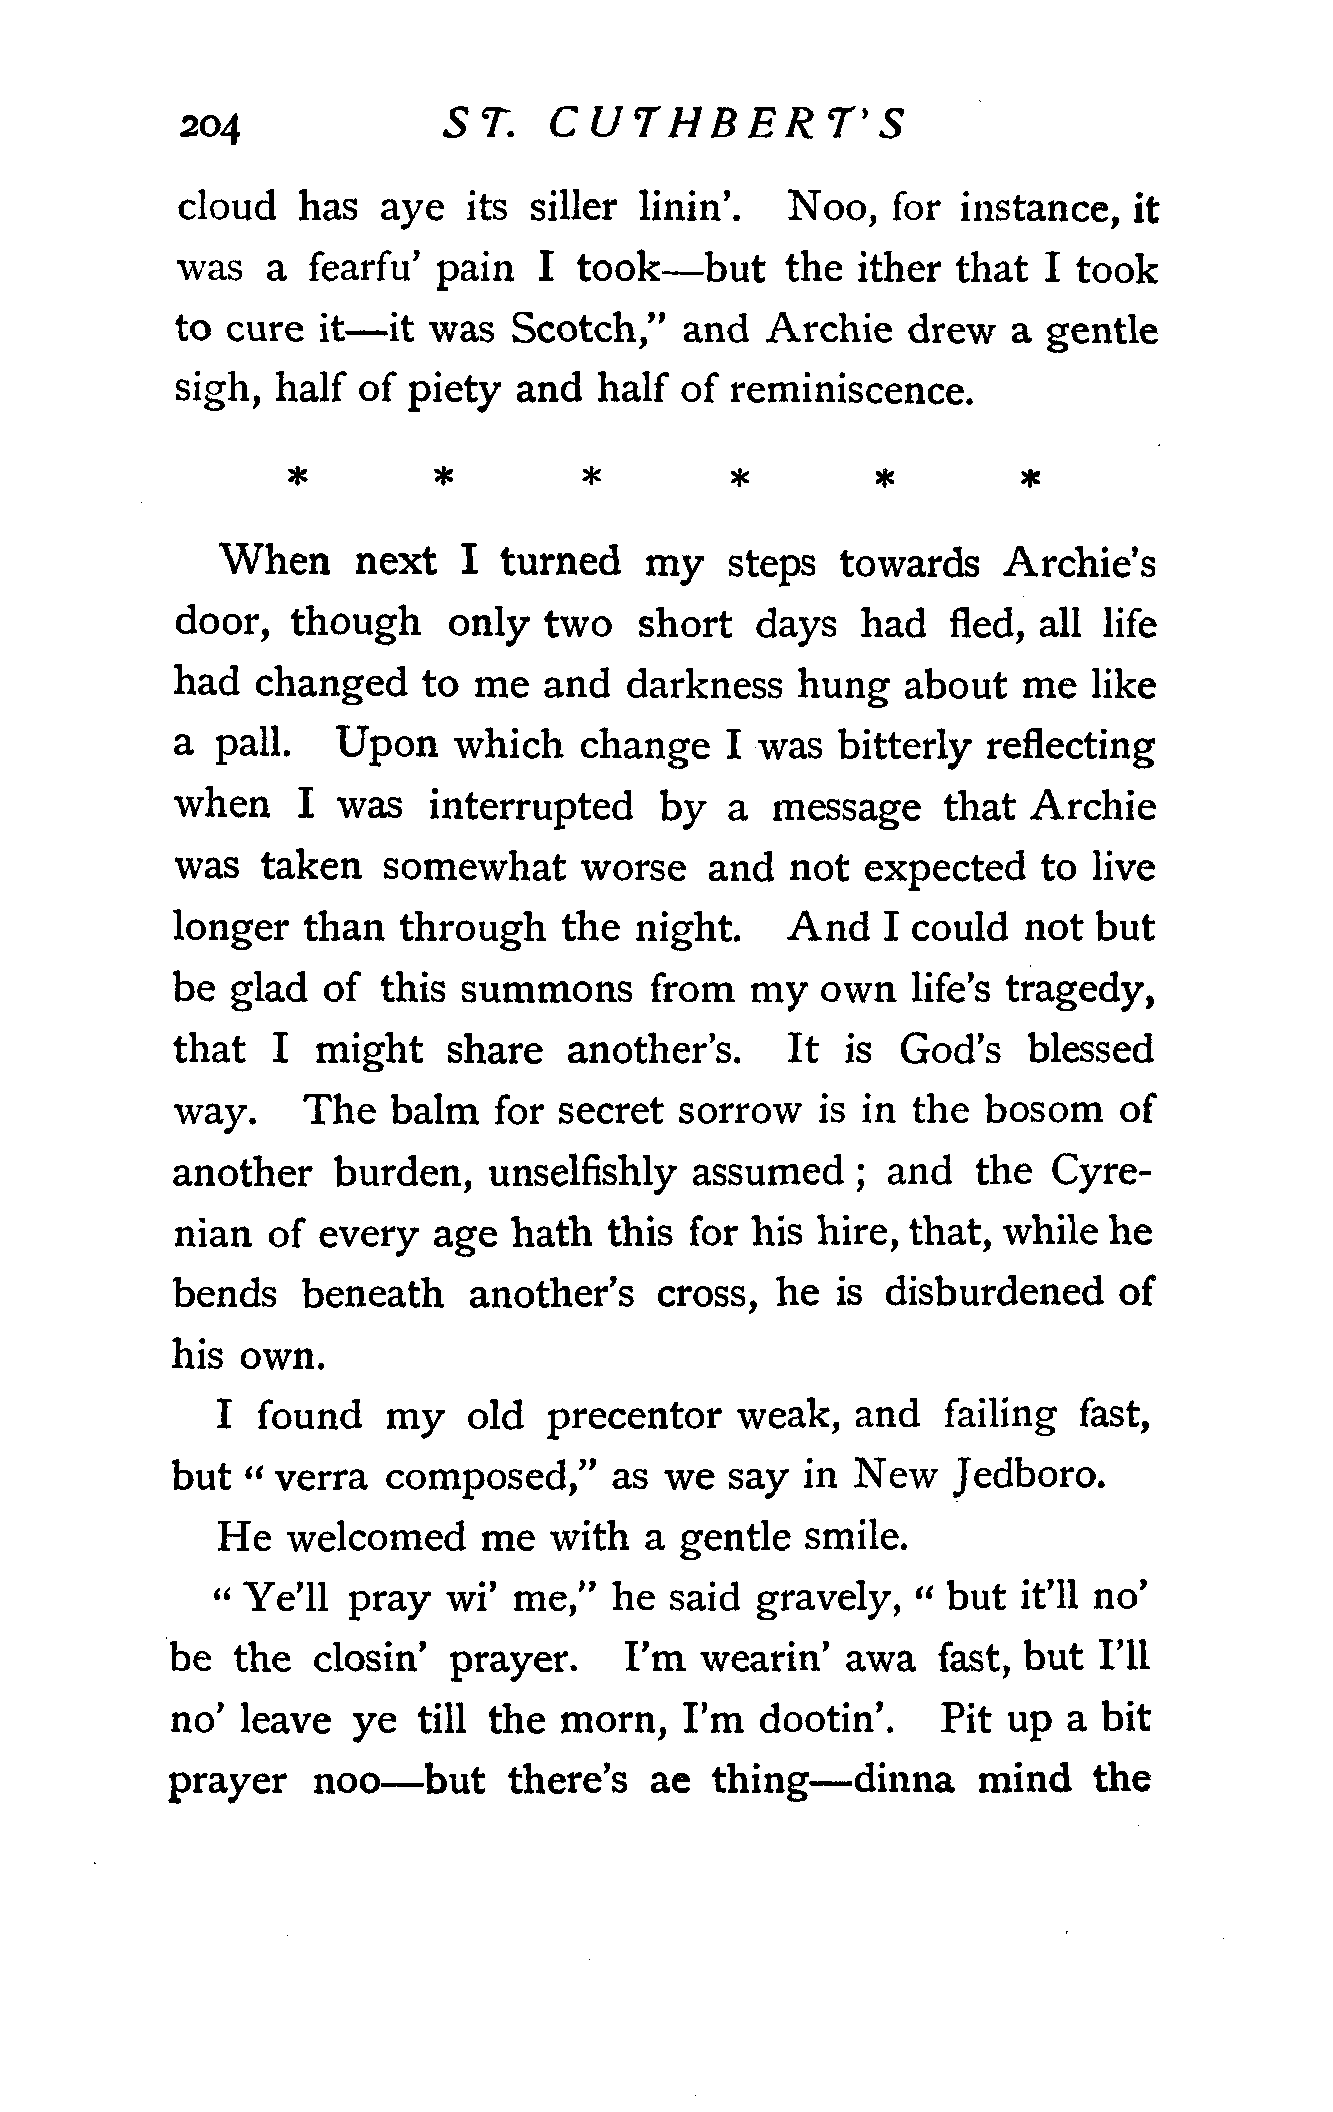 204 ST. CUTHBERT'S
cloud has aye its siller linin'. Noo, for instance, it
was a fearfu' pain I took—but the ither that I took
to cure it—it was Scotch," and Archie drew a gentle
sigh, half of piety and half of reminiscence.
* * * * * *
When next I turned my steps towards Archie's
door, though only two short days had fled, all life
had changed to me and darkness hung about me like
a pall. Upon which change I was bitterly reflecting
when I was interrupted by a message that Archie
was taken somewhat worse and not expected to live
longer than through the night. And I could not but
be glad of this summons from my own life's tragedy,
that I might share another's. It is God's blessed
way. The balm for secret sorrow is in the bosom of
another burden, unselfishly assumed ; and the Cyre-
nian of every age hath this for his hire, that, while he
bends beneath another's cross, he is disburdened of
his own.
I found my old precentor weak, and failing fast,
but " verra composed," as we say in New Jedboro.
He welcomed me with a gentle smile.
" Ye'll pray wi' me," he said gravely, " but it'll no'
be the closin' prayer. I'm wearin' awa fast, but I'll
no' leave ye till the morn, I'm dootin'. Pit up a bit
prayer noo—but there's ae thing—dinna mind the